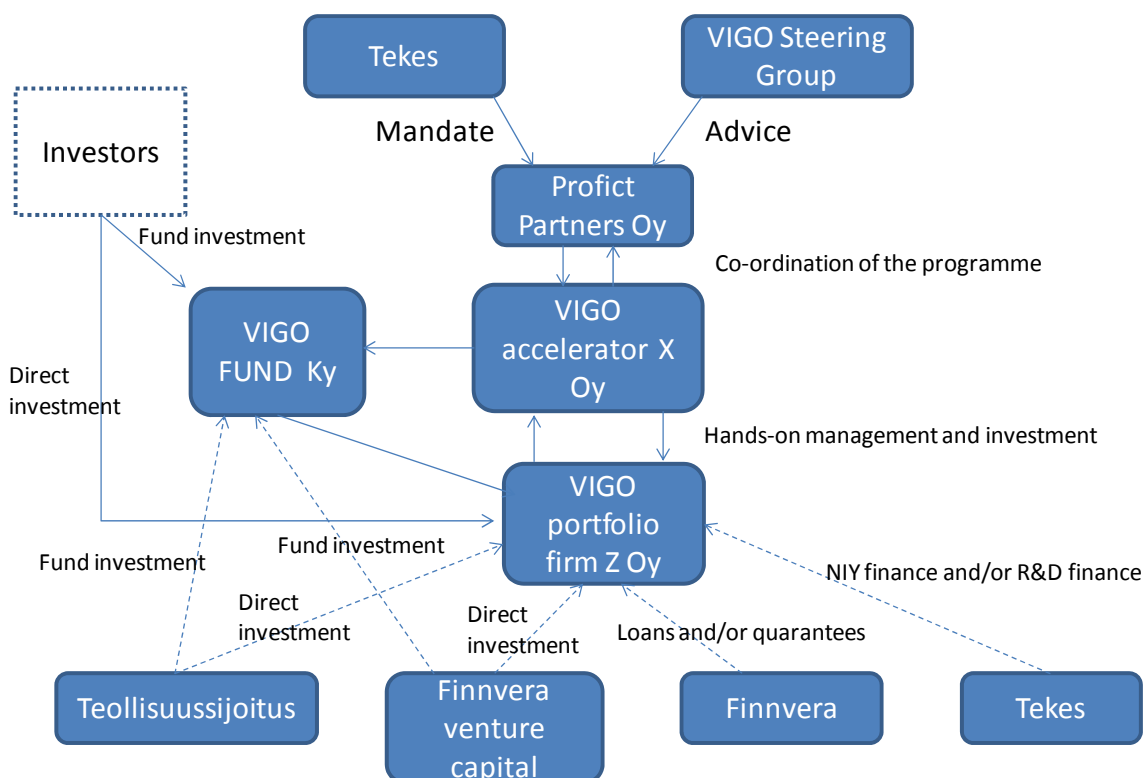 Tekes
VIGO Steering
Group
Mandate
Advice
Investors
Profict
Partners Oy
Fund investment
Co-ordination of the programme
VIGO
FUND Ky
VIGO
accelerator X
Oy
Direct
investment
Hands-on management and investment
VIGO
portfolio
firm Z Oy
Fund investment
Fund investment
NIY finance and/or R&D finance
Direct
investment
Direct
investment
Loans and/or quarantees
Teollisuussijoitus
Finnvera
venture
capital
Finnvera
Tekes